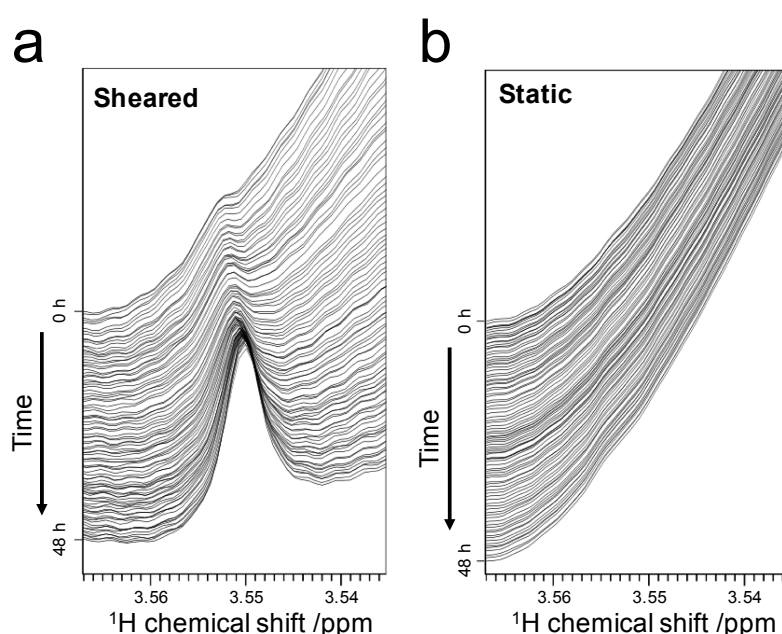 a
Sheared
0 h
Time
48 h
3.56
3.55
3.54
¹H chemical shift /ppm
b
Static
0 h
Time
48 h
3.56
3.55
3.54
¹H chemical shift /ppm